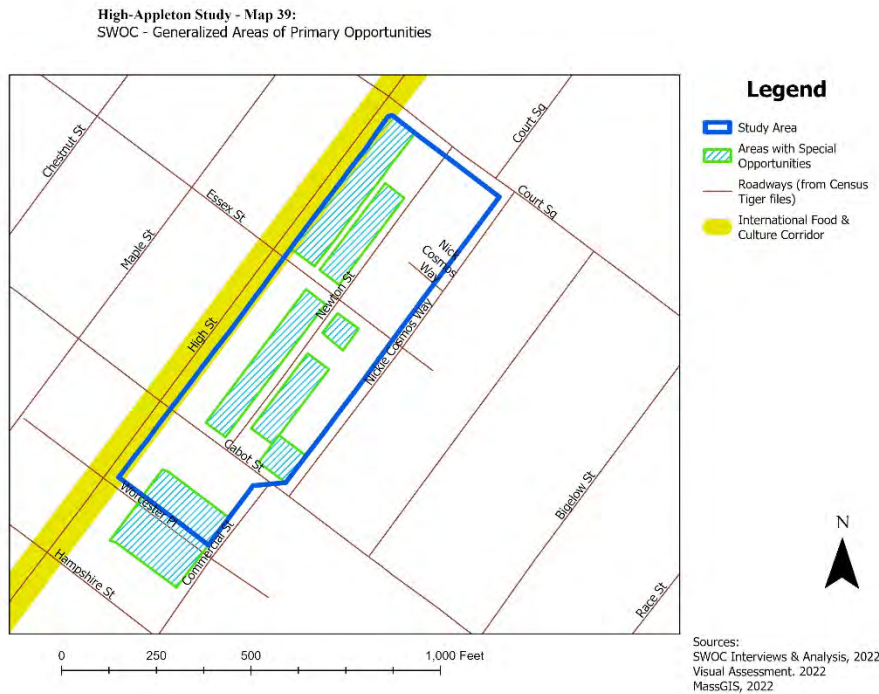 High-Appleton Study - Map 39:
SWOC - Generalized Areas of Primary Opportunities
Chestnut St
Maple St
Essex St
High St
Court Sq
Court Sq
Nick
Cosmos
Way
Newton St
Nickie Cosmos Way
Cabot St
Worcester Pl
Commercial St
Hampshire St
Bigelow St
Race St
Legend
Study Area
Areas with Special
Opportunities
Roadways (from Census
Tiger files)
International Food &
Culture Corridor
N
0 250 500 1,000 Feet
Sources:
SWOC Interviews & Analysis, 2022
Visual Assessment. 2022
MassGIS, 2022